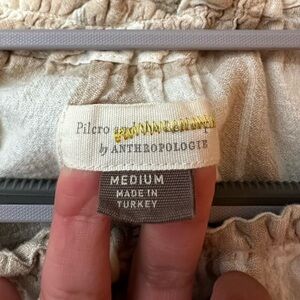 Pilcro
by ANTHROPOLOGIE
MEDIUM
MADE IN
TURKEY